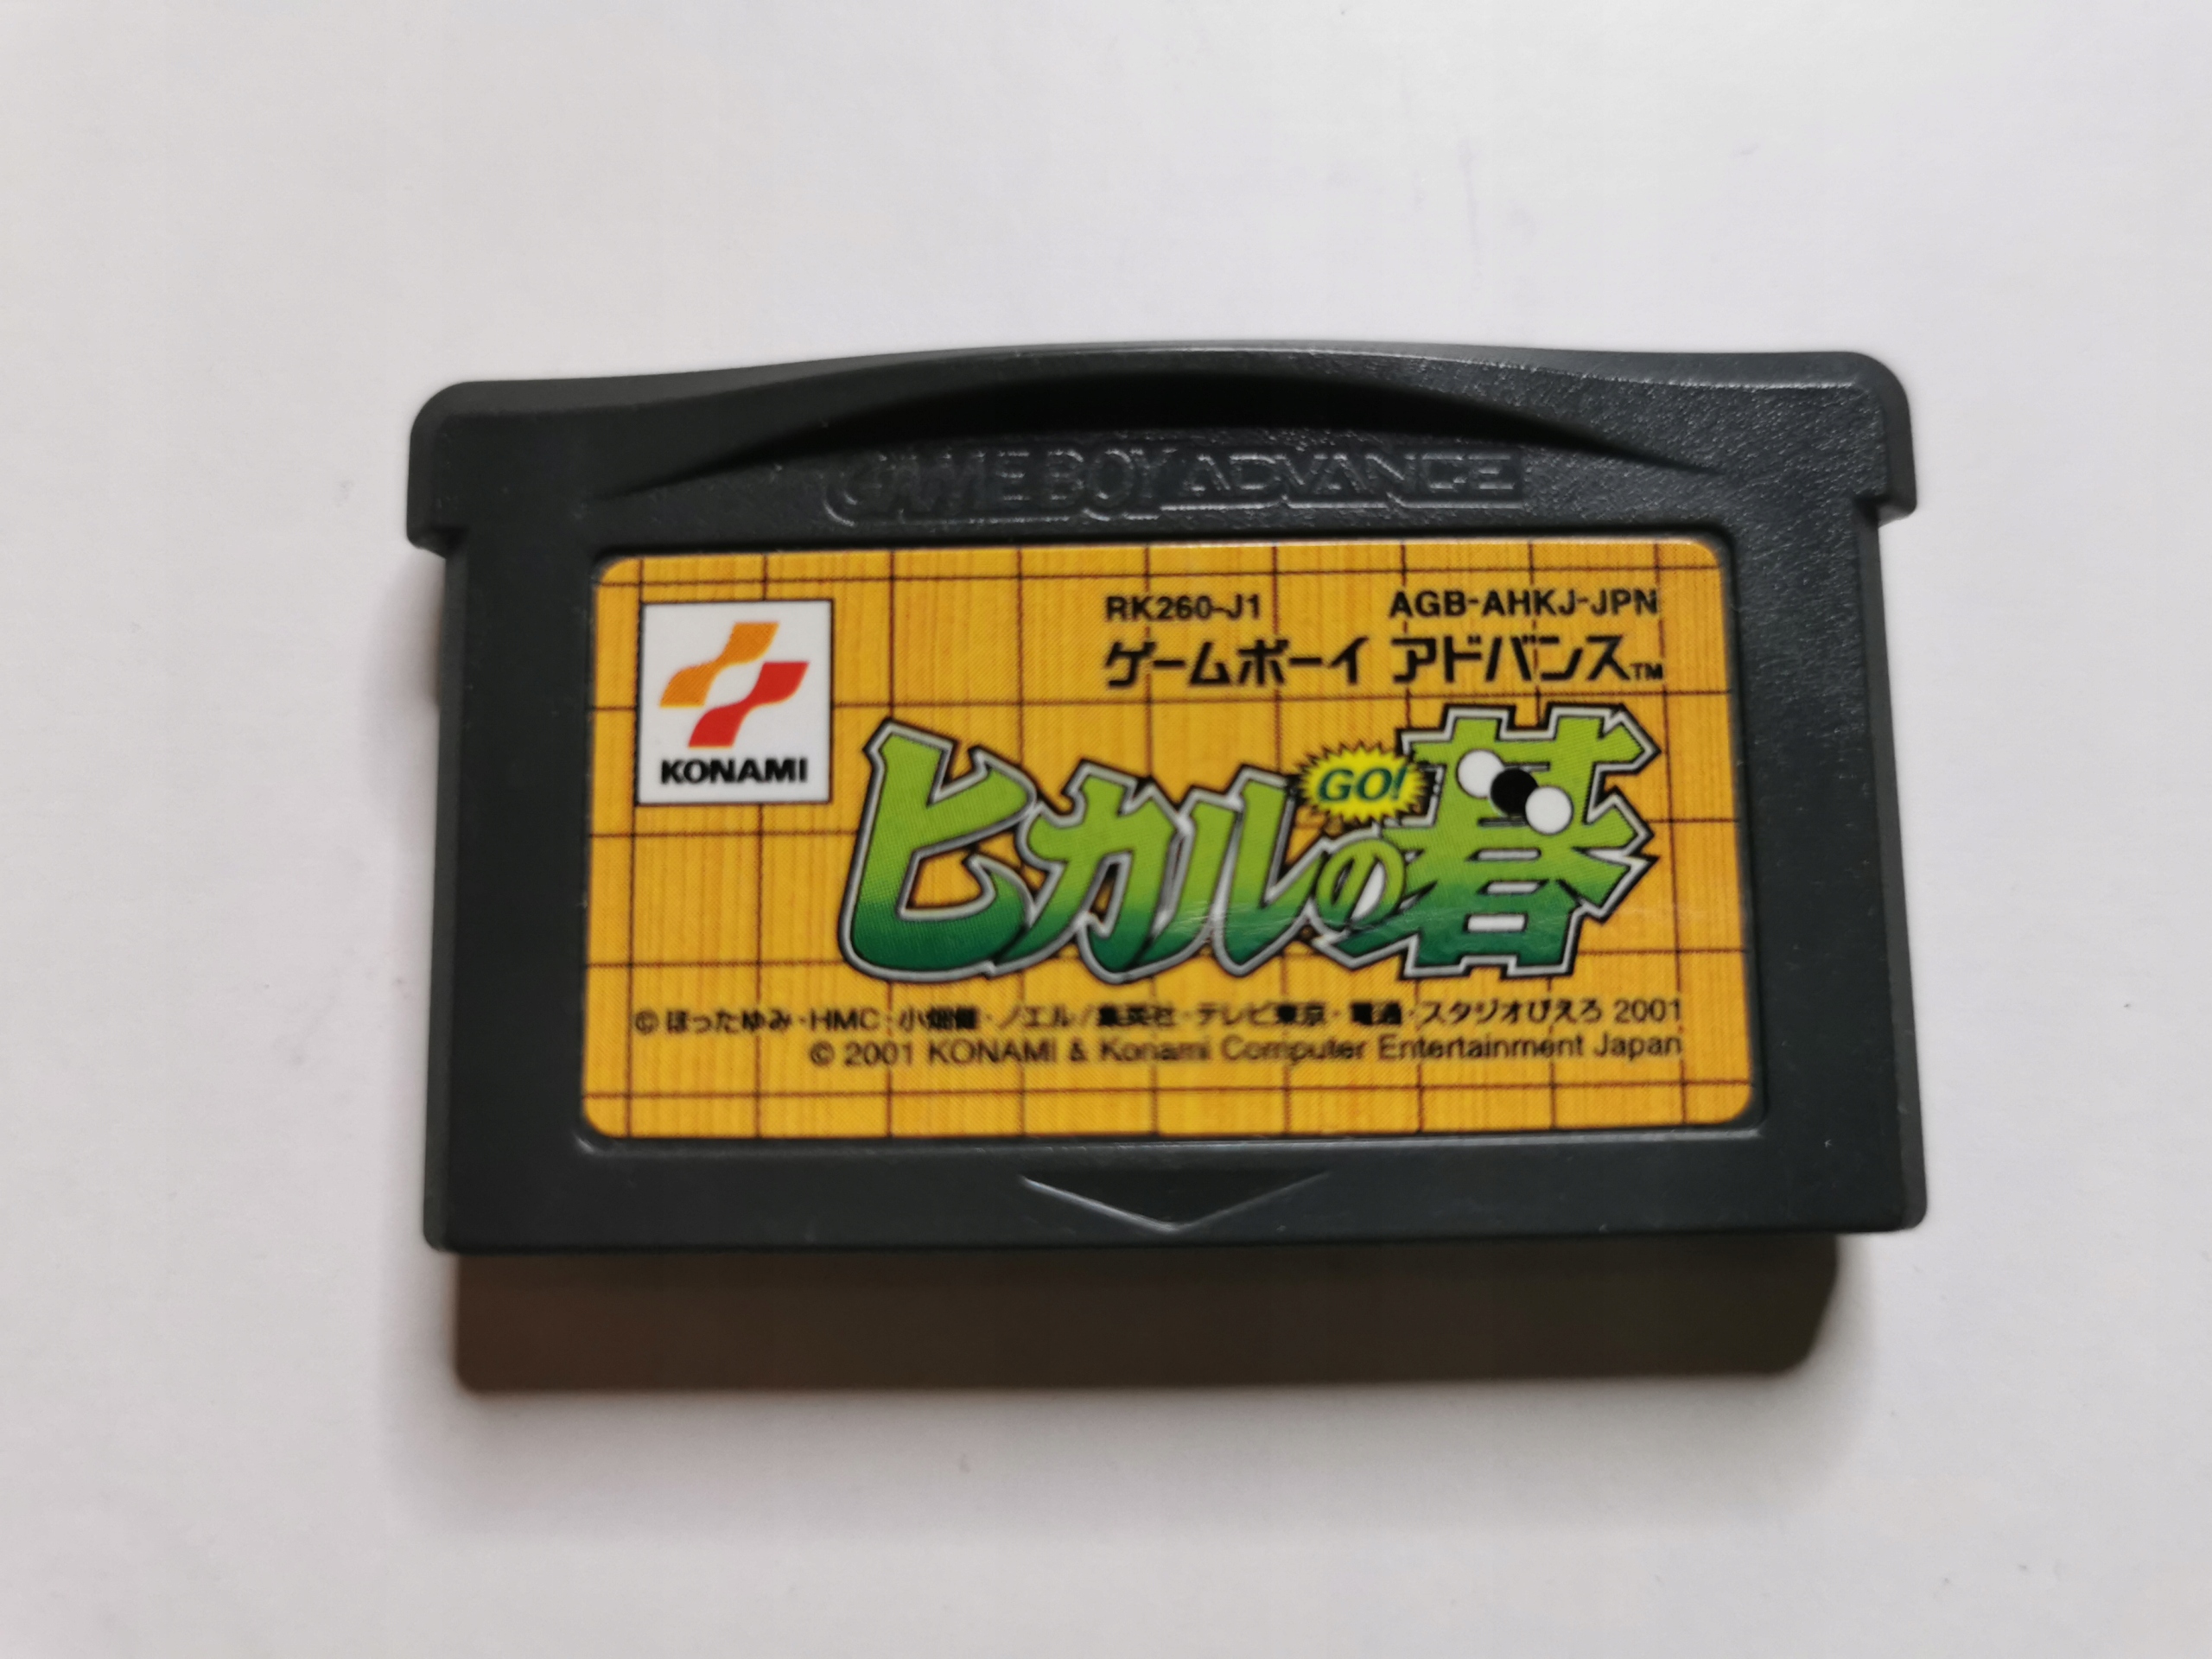 GAME BOY ADVANCE
RK260-J1 AGB-AHKJ-JPN
ゲームボーイ アドバンス™
KONAMI
GO!
ヒカルの碁
© ほったゆみ・HMC・小畑健・ノエル/集英社・テレビ東京・電通・スタジオぴえろ 2001
© 2001 KONAMI & Konami Computer Entertainment Japan